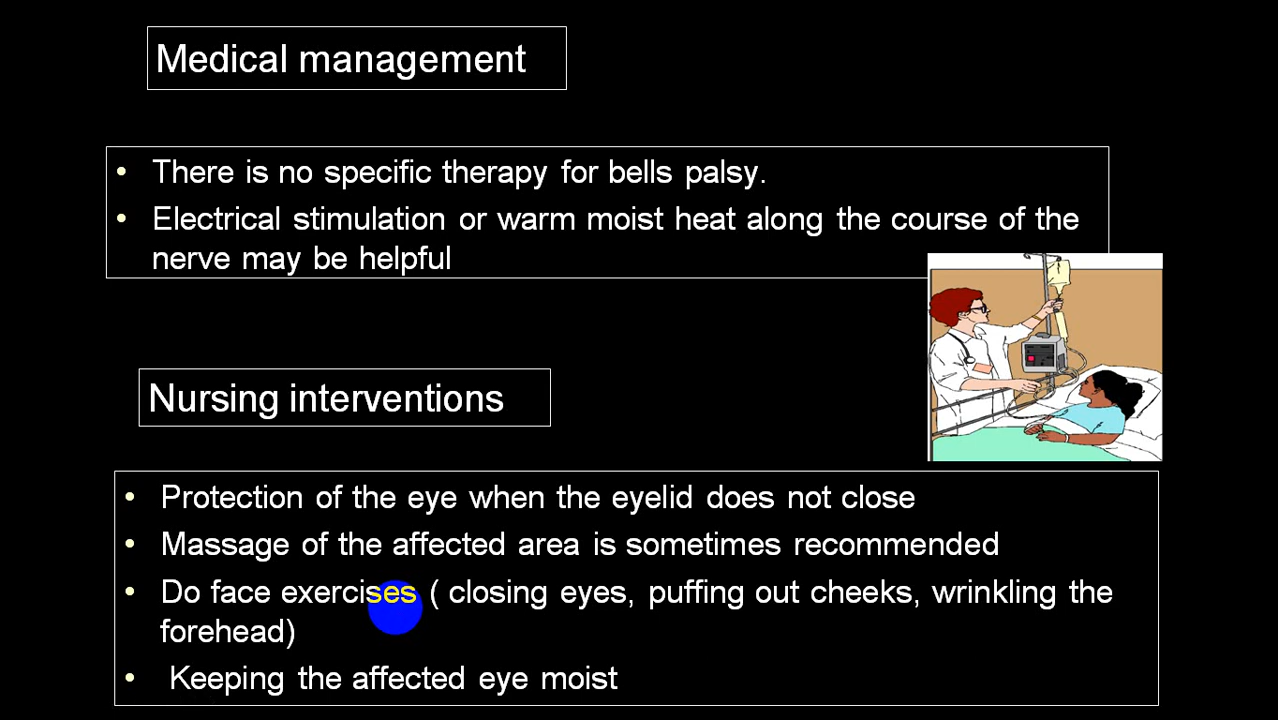 Medical management
• There is no specific therapy for bells palsy.
• Electrical stimulation or warm moist heat along the course of the
nerve may be helpful
Nursing interventions
• Protection of the eye when the eyelid does not close
• Massage of the affected area is sometimes recommended
• Do face exercises ( closing eyes, puffing out cheeks, wrinkling the
forehead)
• Keeping the affected eye moist